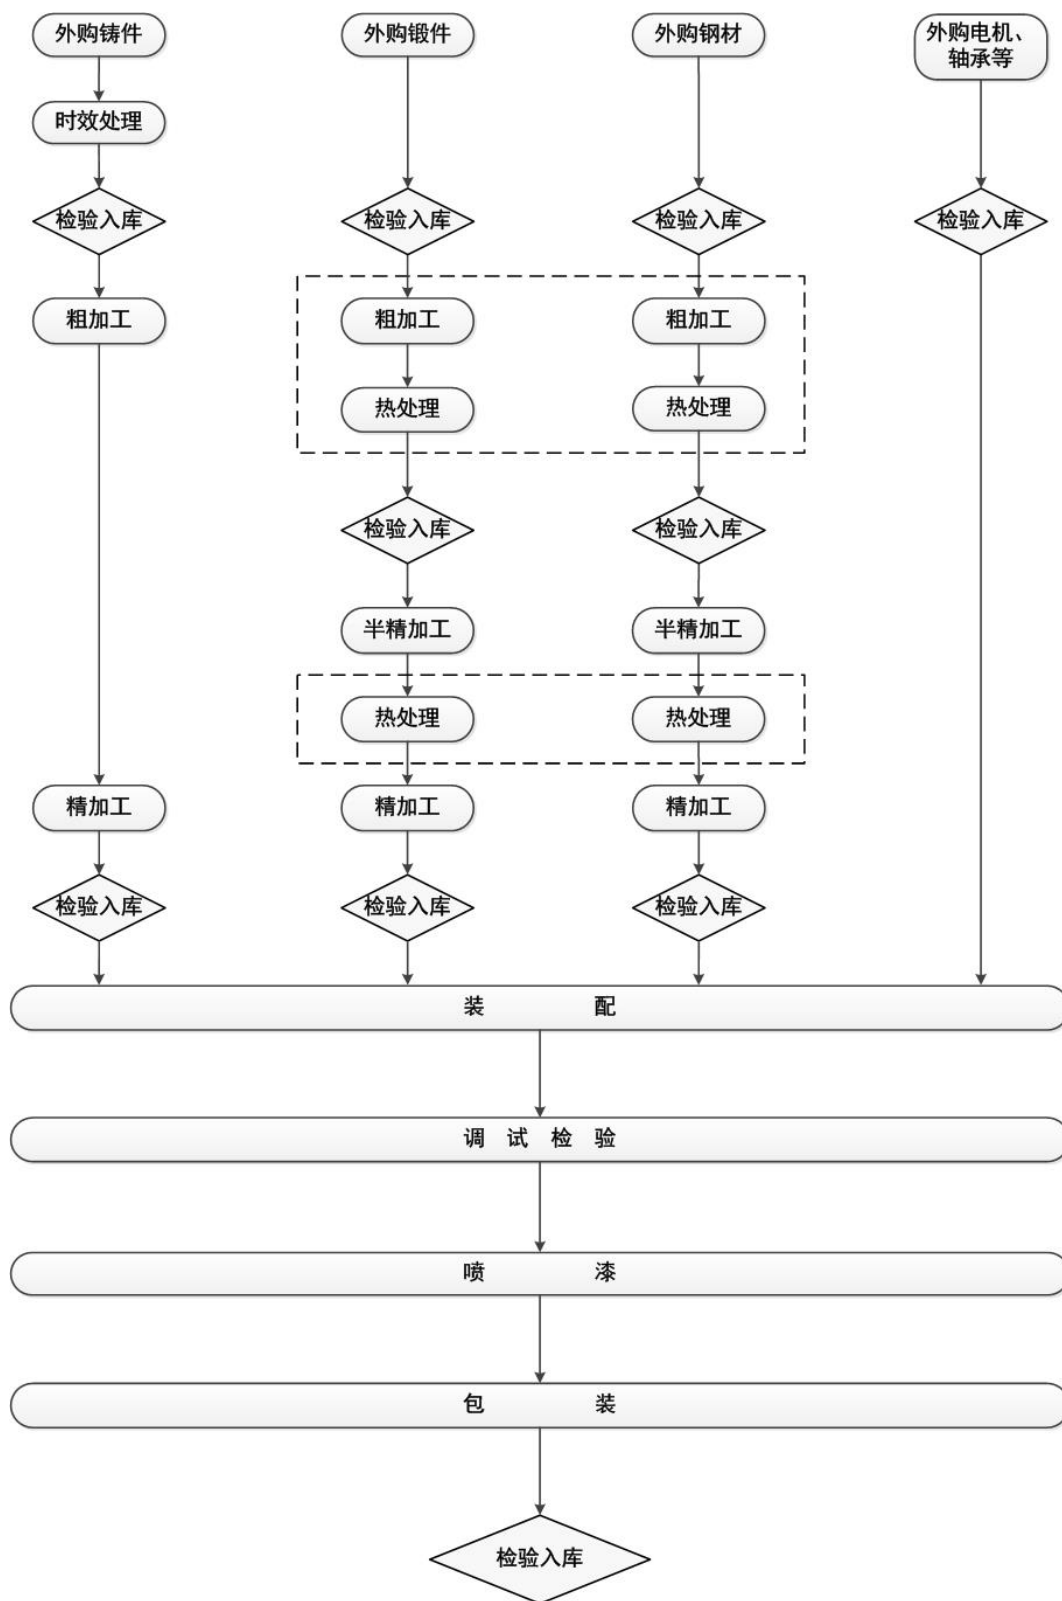 外购铸件
外购锻件
外购钢材
外购电机、
轴承等
时效处理
检验入库
检验入库
检验入库
检验入库
粗加工
粗加工
粗加工
热处理
热处理
检验入库
检验入库
半精加工
半精加工
热处理
热处理
精加工
精加工
精加工
检验入库
检验入库
检验入库
装 配
调 试 检 验
喷 漆
包 装
检验入库